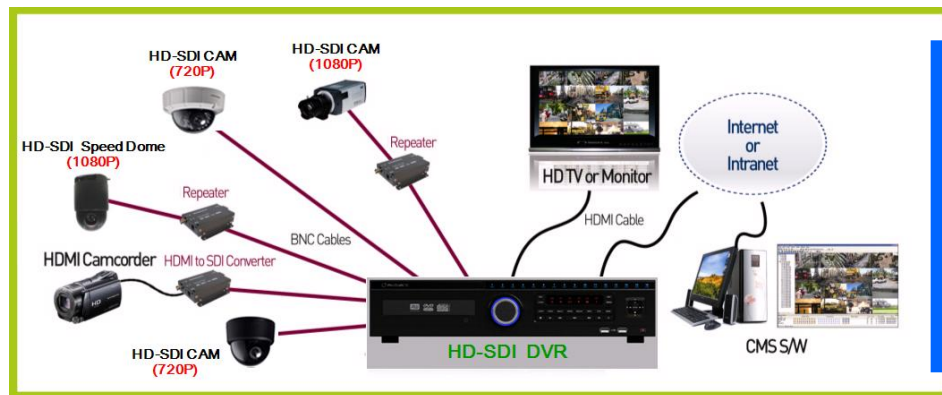 HD-SDI CAM
(720P)
HD-SDI CAM
(1080P)
HD-SDI Speed Dome
(1080P)
Repeater
Repeater
HD TV or Monitor
Internet
or
Intranet
BNC Cables
HDMI Cable
HDMI Camcorder
HDMI to SDI Converter
HD
HD-SDI CAM
(720P)
HD-SDI DVR
CMS S/W